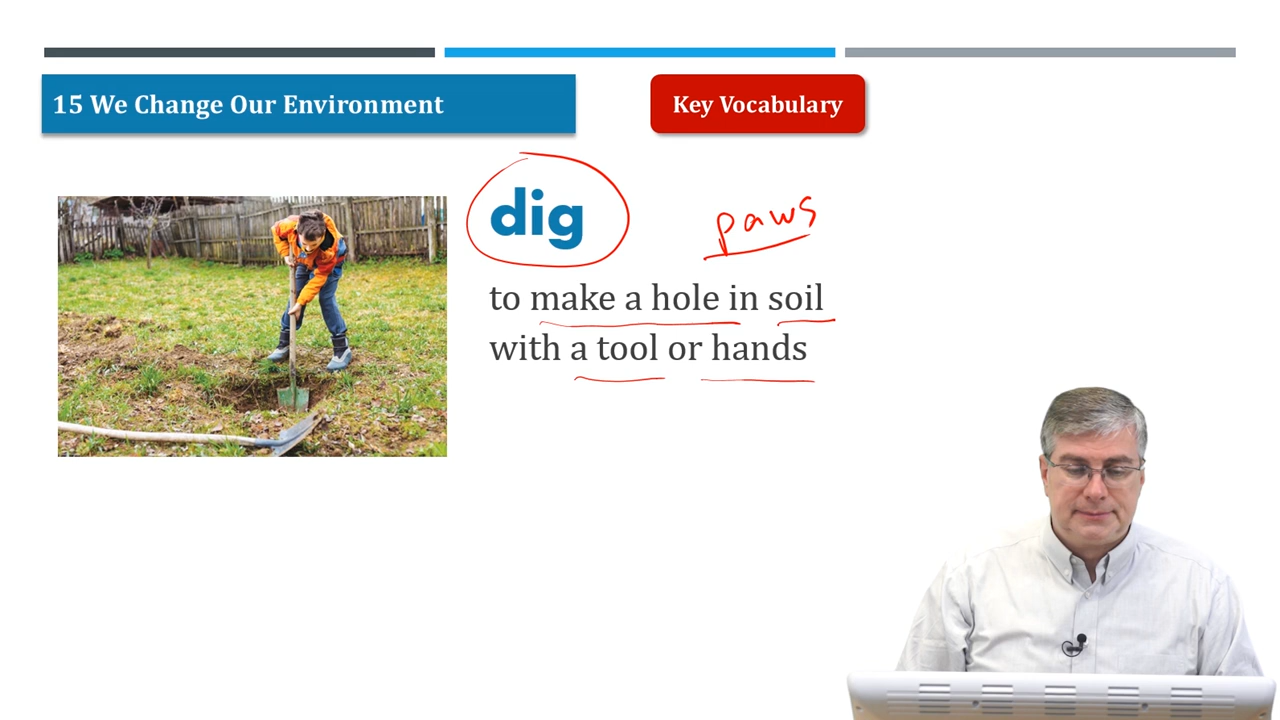 15 We Change Our Environment
Key Vocabulary
dig
paws
to make a hole in soil
with a tool or hands